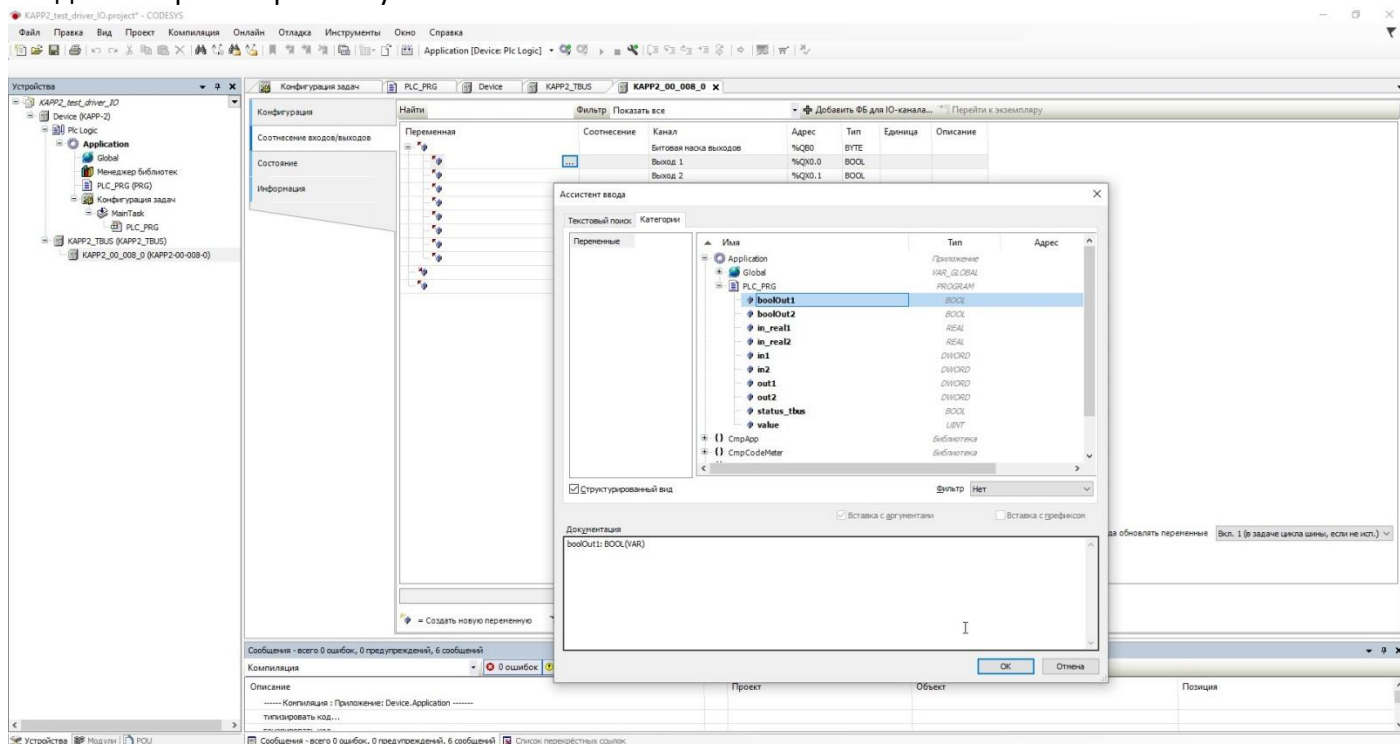 KAPP2_test_driver_IO.project* - CODESYS
Файл Правка Вид Проект Компиляция Онлайн Отладка Инструменты Окно Справка
Application [Device: Plc Logic]
Устройства
KAPP2_test_driver_IO
Device (KAPP-2)
Plc Logic
Application
Global
Менеджер библиотек
PLC_PRG (PRG)
Конфигурация задач
MainTask
PLC_PRG
KAPP2_TBUS (KAPP2_TBUS)
KAPP2_00_008_0 (KAPP2-00-008-0)
Конфигурация задач PLC_PRG Device KAPP2_TBUS KAPP2_00_008_0
Конфигурация
Соотнесение входов/выходов
Состояние
Информация
Найти Фильтр Показать все Добавить ФБ для IO-канала... Перейти к экземпляру
Переменная Соотнесение Канал Адрес Тип Единица Описание
Битовая маска выходов %QB0 BYTE
... Выход 1 %QX0.0 BOOL
Выход 2 %QX0.1 BOOL
Ассистент ввода
Текстовый поиск Категории
Переменные
Имя Тип Адрес
Application Приложение
Global VAR_GLOBAL
PLC_PRG PROGRAM
boolOut1 BOOL
boolOut2 BOOL
in_real1 REAL
in_real2 REAL
in1 DWORD
in2 DWORD
out1 DWORD
out2 DWORD
status_tbus BOOL
value UINT
CmpApp Библиотека
CmpCodeMeter Библиотека
Структурированный вид Фильтр Нет
Вставка с аргументами Вставка с префиксом
Документация
boolOut1: BOOL(VAR)
OK Отмена
да обновлять переменные Вкл. 1 (в задаче цикла шины, если не исп.)
= Создать новую переменную
Сообщения - всего 0 ошибок, 0 предупреждений, 6 сообщений
Компиляция 0 ошибок
Описание Проект Объект Позиция
------ Компиляция : Приложение: Device.Application -------
типизировать код...
Устройства Модули POU
Сообщения - всего 0 ошибок, 0 предупреждений, 6 сообщений Список перекрёстных ссылок